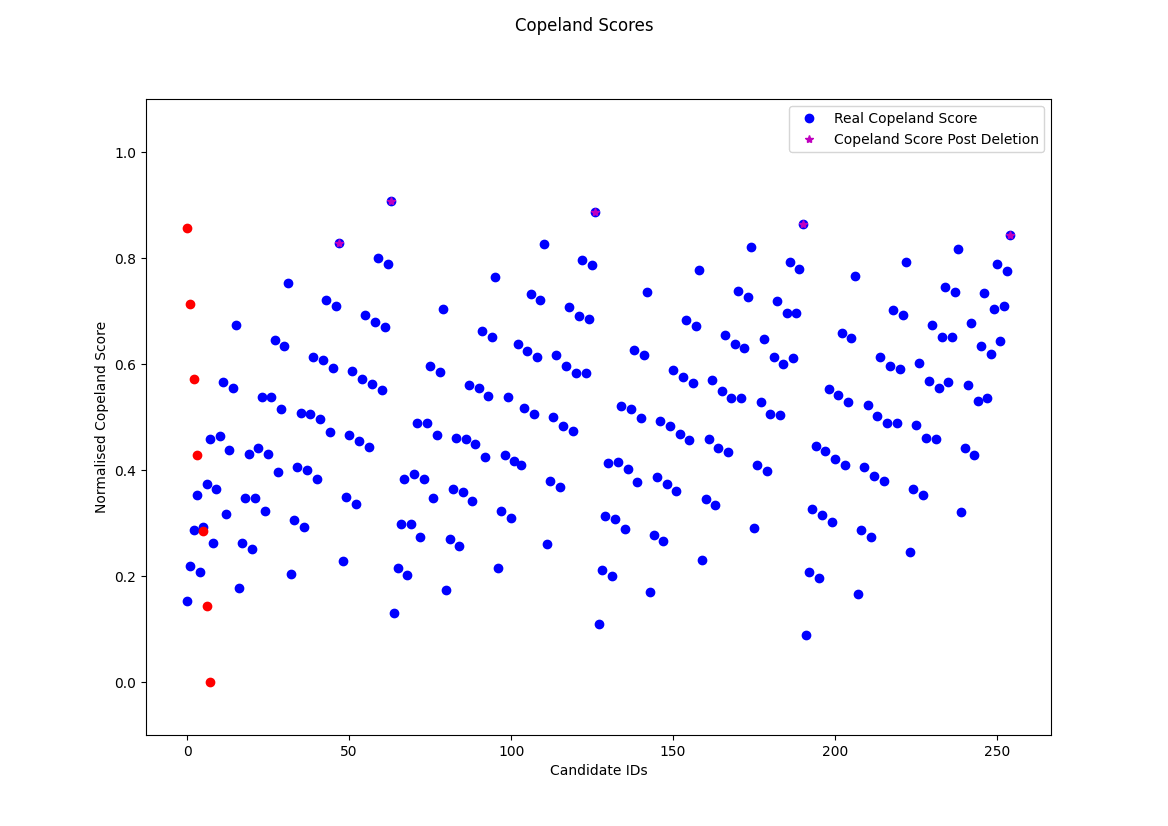 Copeland Scores
Real Copeland Score
Copeland Score Post Deletion
Normalised Copeland Score
1.0
0.8
0.6
0.4
0.2
0.0
0 50 100 150 200 250
Candidate IDs